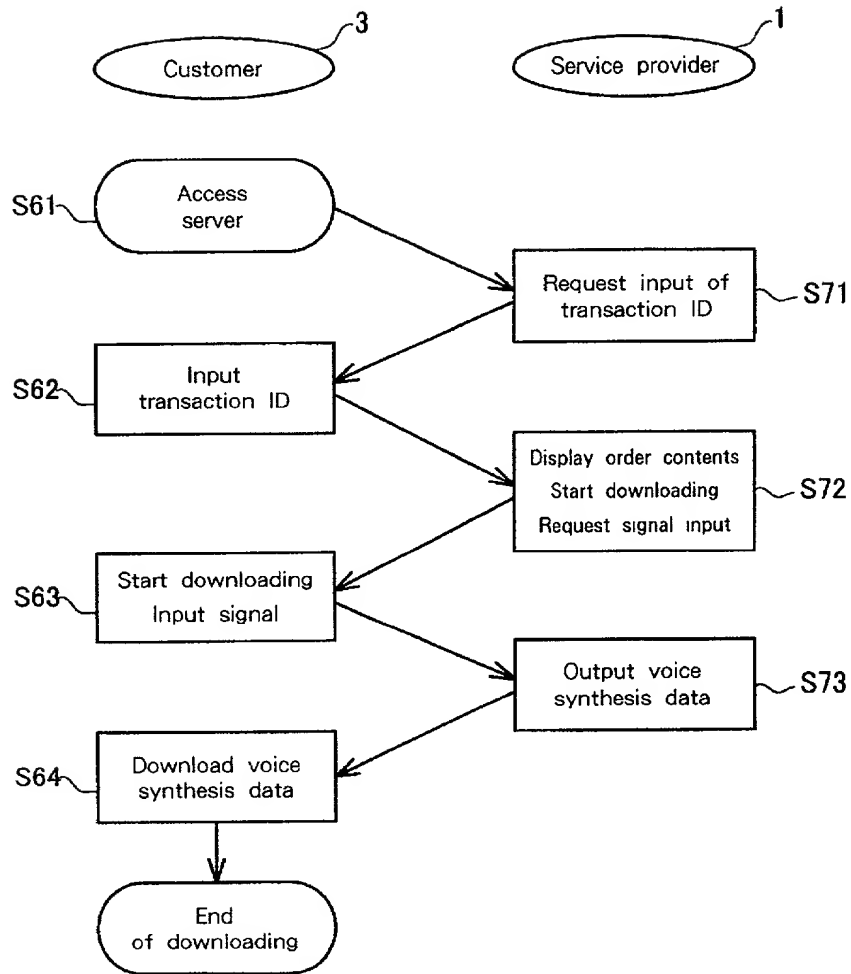 3
1
Customer
Service provider
S61
Access
server
Request input of
transaction ID
S71
S62
Input
transaction ID
Display order contents
Start downloading
Request signal input
S72
S63
Start downloading
Input signal
Output voice
synthesis data
S73
S64
Download voice
synthesis data
End
of downloading